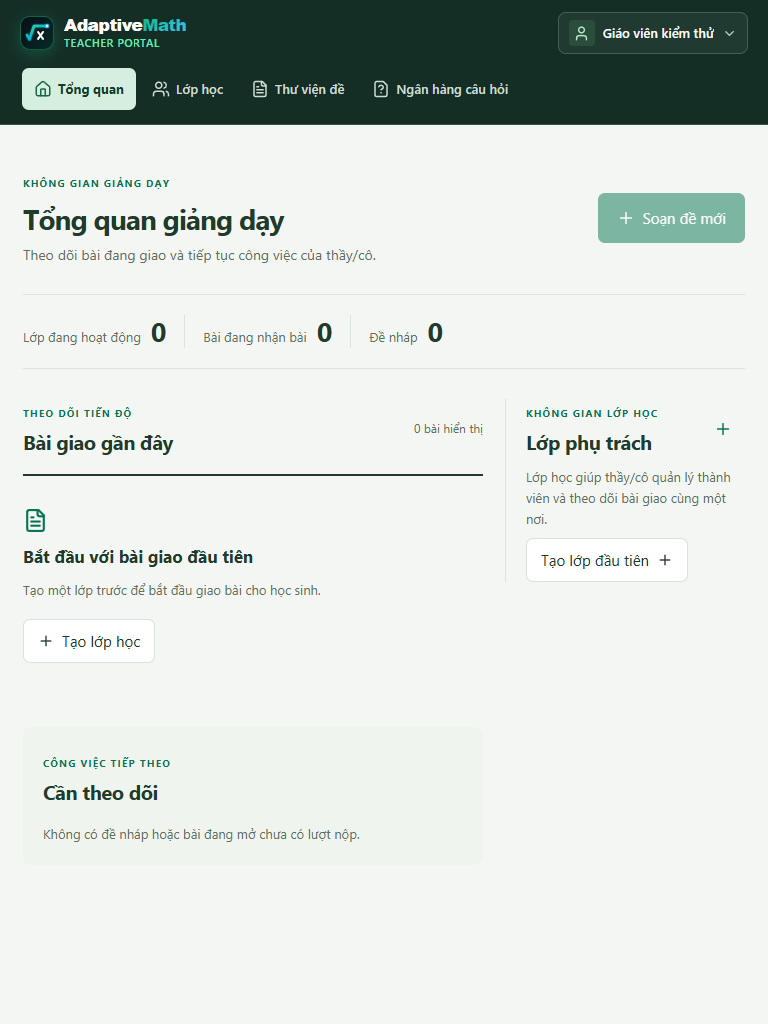 AdaptiveMath
TEACHER PORTAL
Giáo viên kiểm thử
Tổng quan
Lớp học
Thư viện đề
Ngân hàng câu hỏi
KHÔNG GIAN GIẢNG DẠY
Tổng quan giảng dạy
Theo dõi bài đang giao và tiếp tục công việc của thầy/cô.
+ Soạn đề mới
Lớp đang hoạt động 0
Bài đang nhận bài 0
Đề nháp 0
THEO DÕI TIẾN ĐỘ
Bài giao gần đây
0 bài hiển thị
Bắt đầu với bài giao đầu tiên
Tạo một lớp trước để bắt đầu giao bài cho học sinh.
+ Tạo lớp học
KHÔNG GIAN LỚP HỌC
Lớp phụ trách
+
Lớp học giúp thầy/cô quản lý thành
viên và theo dõi bài giao cùng một
nơi.
Tạo lớp đầu tiên +
CÔNG VIỆC TIẾP THEO
Cần theo dõi
Không có đề nháp hoặc bài đang mở chưa có lượt nộp.